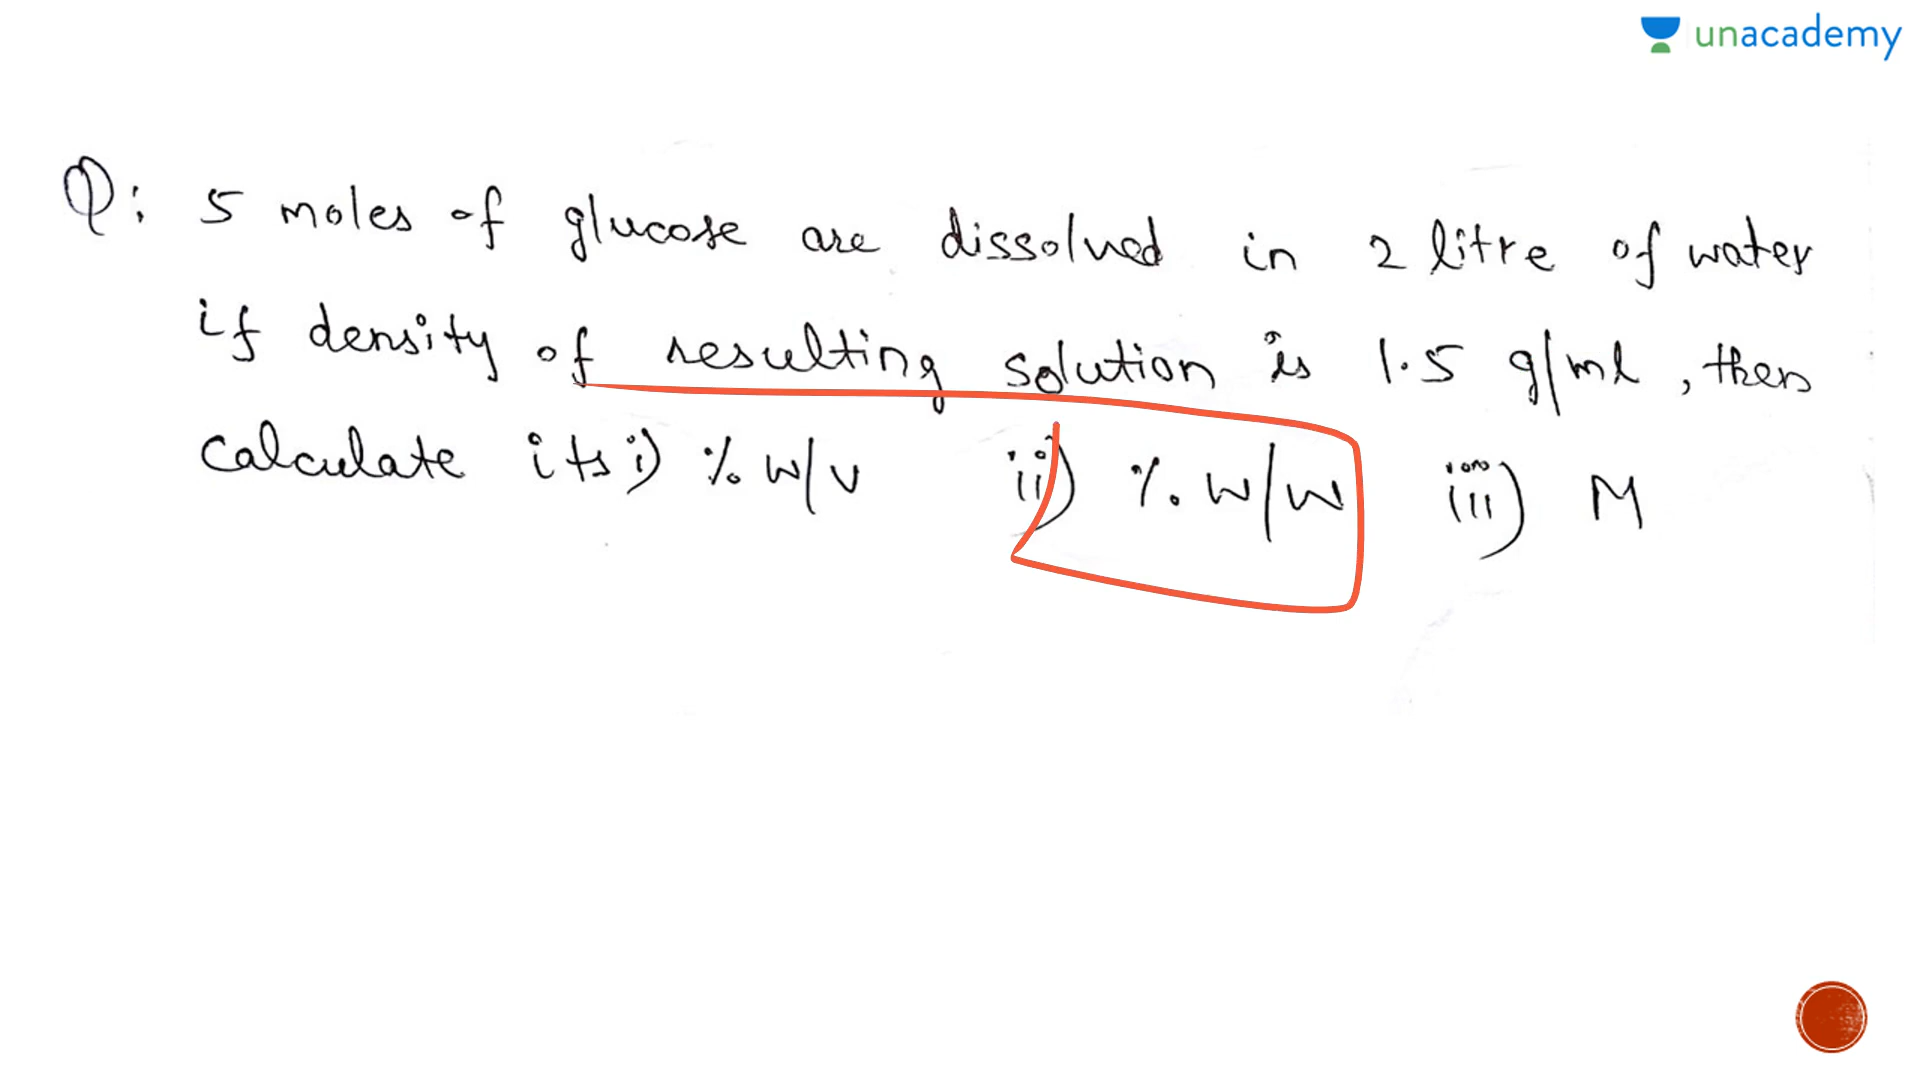 unacademy
Q: 5 moles of glucose are dissolved in 2 litre of water
if density of resulting solution is 1.5 g/ml, then
calculate its i) % w/v ii) % w/w iii) M